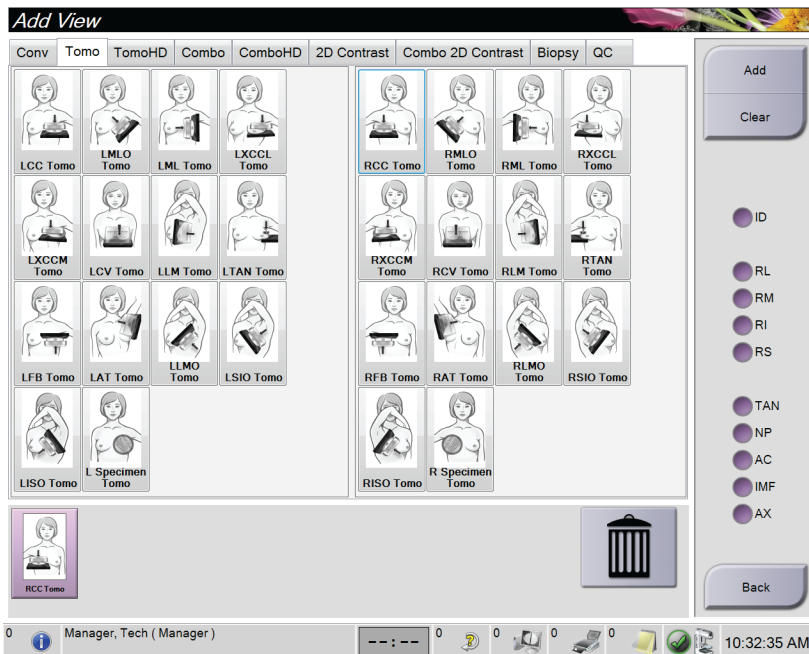 Add View
Conv Tomo TomoHD Combo ComboHD 2D Contrast Combo 2D Contrast Biopsy QC
LCC Tomo
LMLO
Tomo
LML Tomo
LXCCL
Tomo
RCC Tomo
RMLO
Tomo
RML Tomo
RXCCL
Tomo
LXCCM
Tomo
LCV Tomo
LLM Tomo
LTAN Tomo
RXCCM
Tomo
RCV Tomo
RLM Tomo
RTAN
Tomo
LFB Tomo
LAT Tomo
LLMO
Tomo
LSIO Tomo
RFB Tomo
RAT Tomo
RLMO
Tomo
RSIO Tomo
LISO Tomo
L Specimen
Tomo
RISO Tomo
R Specimen
Tomo
RCC Tomo
Add
Clear
ID
RL
RM
RI
RS
TAN
NP
AC
IMF
AX
Back
0 Manager, Tech ( Manager ) --:-- 0 0 0 0 10:32:35 AM